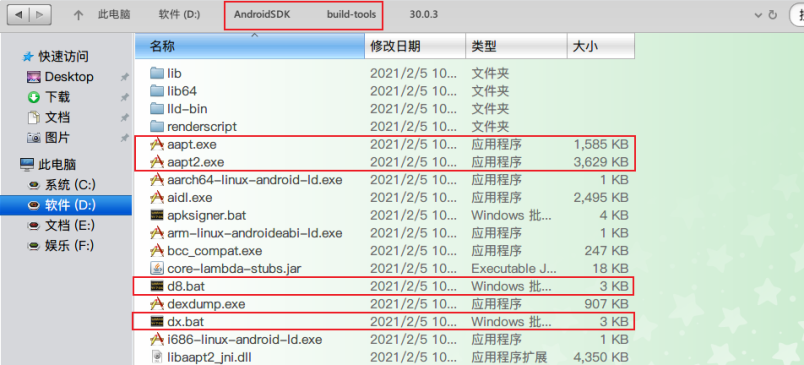 此电脑 软件 (D:) AndroidSDK build-tools 30.0.3
名称 修改日期 类型 大小
快速访问
Desktop
下载
文档
图片
此电脑
系统 (C:)
软件 (D:)
文档 (E:)
娱乐 (F:)
lib 2021/2/5 10... 文件夹
lib64 2021/2/5 10... 文件夹
lld-bin 2021/2/5 10... 文件夹
renderscript 2021/2/5 10... 文件夹
aapt.exe 2021/2/5 10... 应用程序 1,585 KB
aapt2.exe 2021/2/5 10... 应用程序 3,629 KB
aarch64-linux-android-ld.exe 2021/2/5 10... 应用程序 1 KB
aidl.exe 2021/2/5 10... 应用程序 2,495 KB
apksigner.bat 2021/2/5 10... Windows 批... 4 KB
arm-linux-androideabi-ld.exe 2021/2/5 10... 应用程序 1 KB
bcc_compat.exe 2021/2/5 10... 应用程序 247 KB
core-lambda-stubs.jar 2021/2/5 10... Executable J... 18 KB
d8.bat 2021/2/5 10... Windows 批... 3 KB
dexdump.exe 2021/2/5 10... 应用程序 907 KB
dx.bat 2021/2/5 10... Windows 批... 3 KB
i686-linux-android-ld.exe 2021/2/5 10... 应用程序 1 KB
libaapt2_jni.dll 2021/2/5 10... 应用程序扩展 4,350 KB